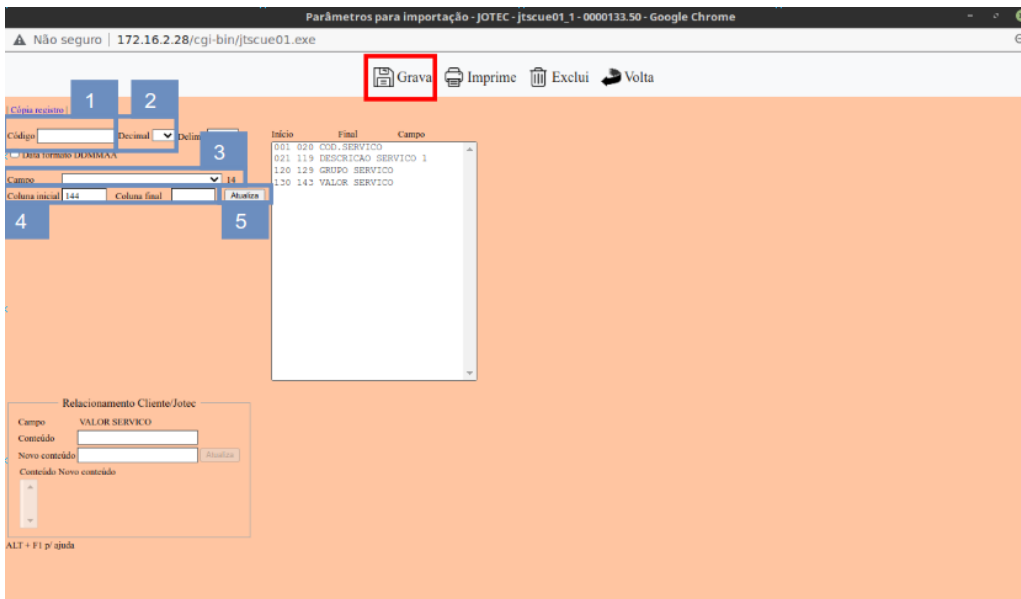 Parâmetros para importação - JOTEC - jtscue01_1 - 0000133.50 - Google Chrome
Não seguro | 172.16.2.28/cgi-bin/jtscue01.exe
Grava Imprime Exclui Volta
| Cópia registro |
1 2
Código Decimal Delim
Data formato DDMMAA
3
Campo 14
Coluna inicial 144 Coluna final Atualiza
4 5
Início Final Campo
001 020 COD.SERVICO
021 119 DESCRICAO SERVICO 1
120 129 GRUPO SERVICO
130 143 VALOR SERVICO
Relacionamento Cliente/Jotec
Campo VALOR SERVICO
Conteúdo
Novo conteúdo Atualiza
Conteúdo Novo conteúdo
ALT + F1 p/ ajuda